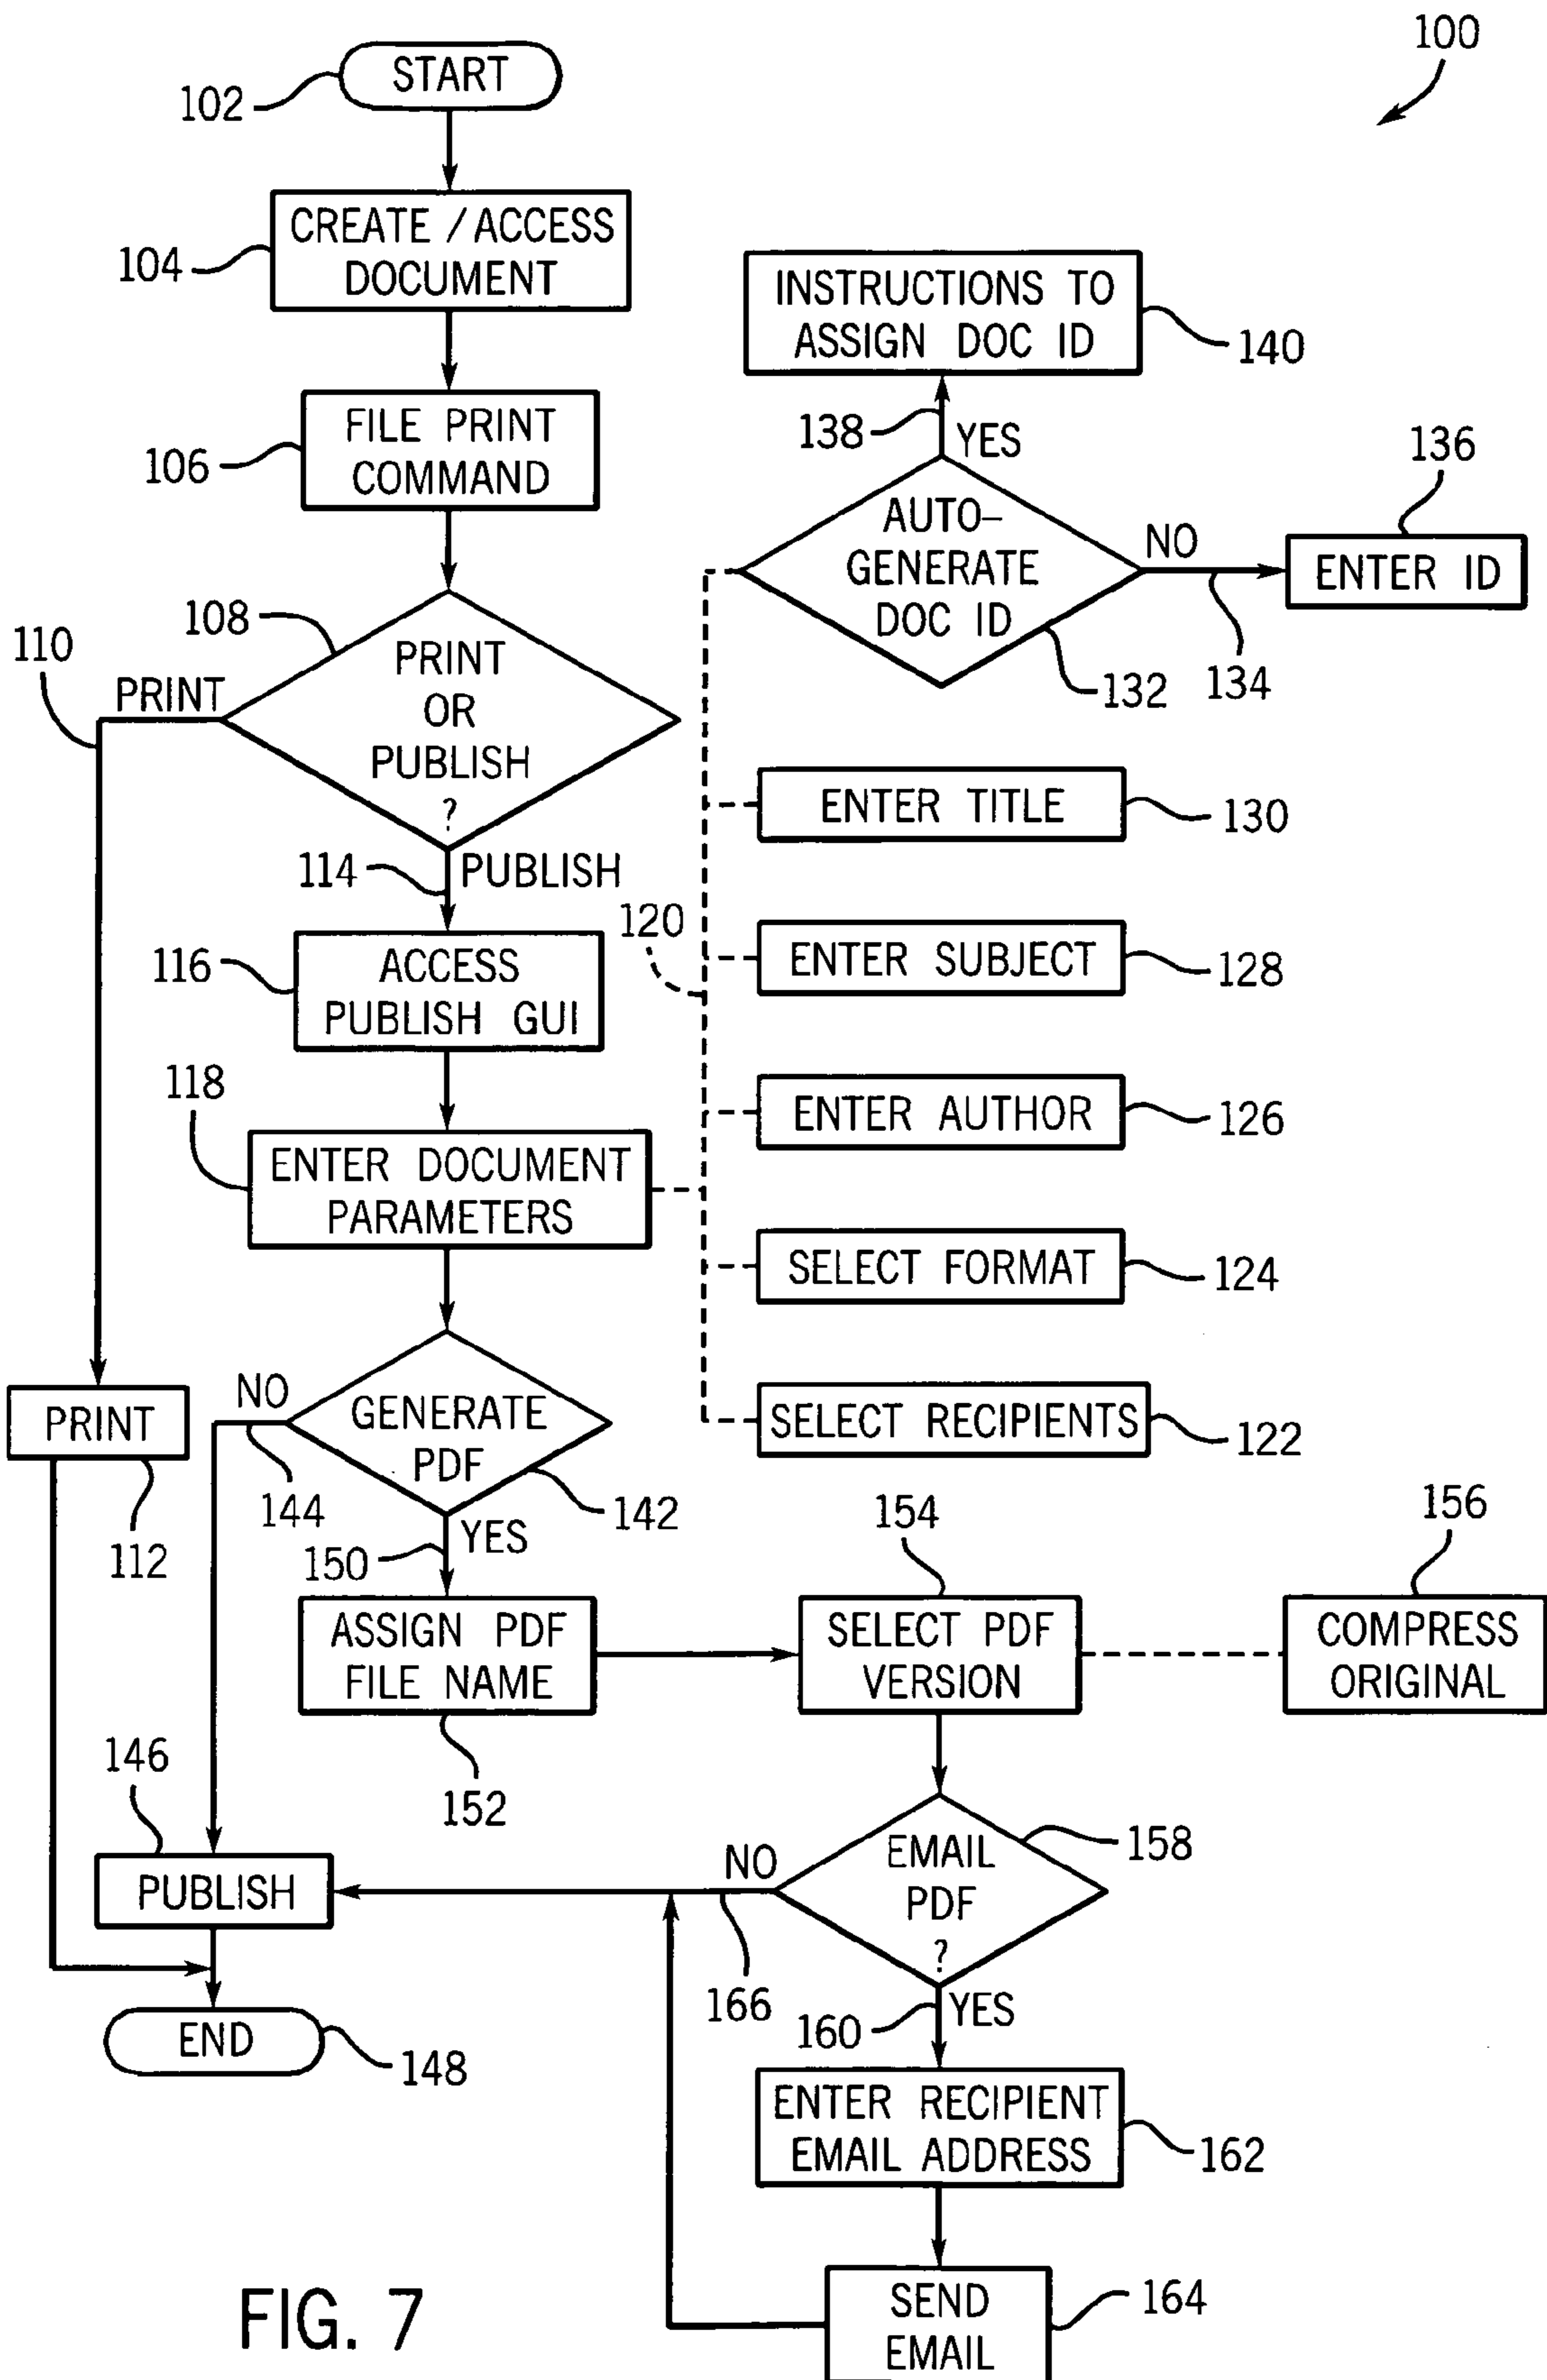 100
START
102
CREATE / ACCESS
DOCUMENT
104
FILE PRINT
COMMAND
106
INSTRUCTIONS TO
ASSIGN DOC ID
140
138
YES
AUTO–
GENERATE
DOC ID
132
NO
134
136
ENTER ID
108
PRINT
OR
PUBLISH
?
110
PRINT
114
PUBLISH
ACCESS
PUBLISH GUI
116
118
ENTER DOCUMENT
PARAMETERS
120
ENTER TITLE
130
ENTER SUBJECT
128
ENTER AUTHOR
126
SELECT FORMAT
124
SELECT RECIPIENTS
122
PRINT
112
NO
144
GENERATE
PDF
142
150
YES
ASSIGN PDF
FILE NAME
152
154
SELECT PDF
VERSION
156
COMPRESS
ORIGINAL
146
PUBLISH
NO
166
EMAIL
PDF
?
158
END
148
160
YES
ENTER RECIPIENT
EMAIL ADDRESS
162
SEND
EMAIL
164
FIG. 7